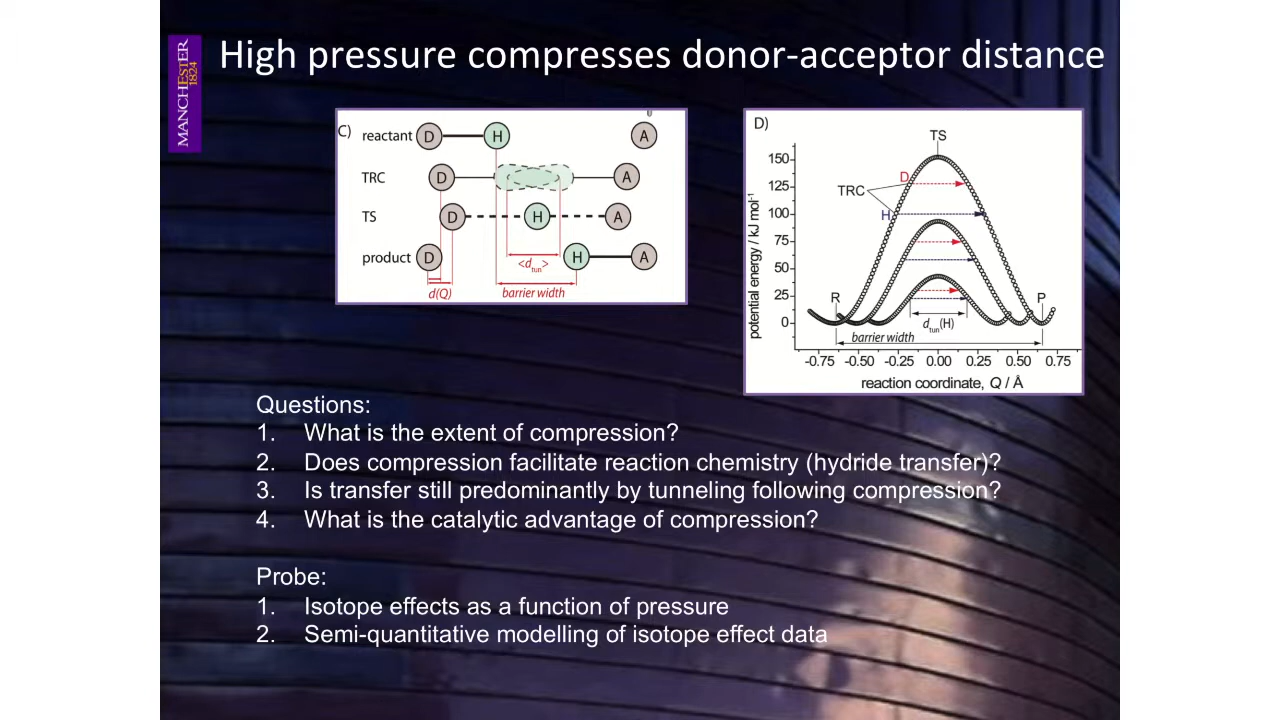 MANCHESTER
1824
High pressure compresses donor-acceptor distance
C)
reactant D H A
TRC D A
TS D H A
product D H A
<dtun>
d(Q) barrier width
D)
TS
150
125
100
75
50
25
0
potential energy / kJ mol-1
TRC
D
H
R
P
dtun(H)
barrier width
-0.75 -0.50 -0.25 0.00 0.25 0.50 0.75
reaction coordinate, Q / Å
Questions:
1. What is the extent of compression?
2. Does compression facilitate reaction chemistry (hydride transfer)?
3. Is transfer still predominantly by tunneling following compression?
4. What is the catalytic advantage of compression?
Probe:
1. Isotope effects as a function of pressure
2. Semi-quantitative modelling of isotope effect data